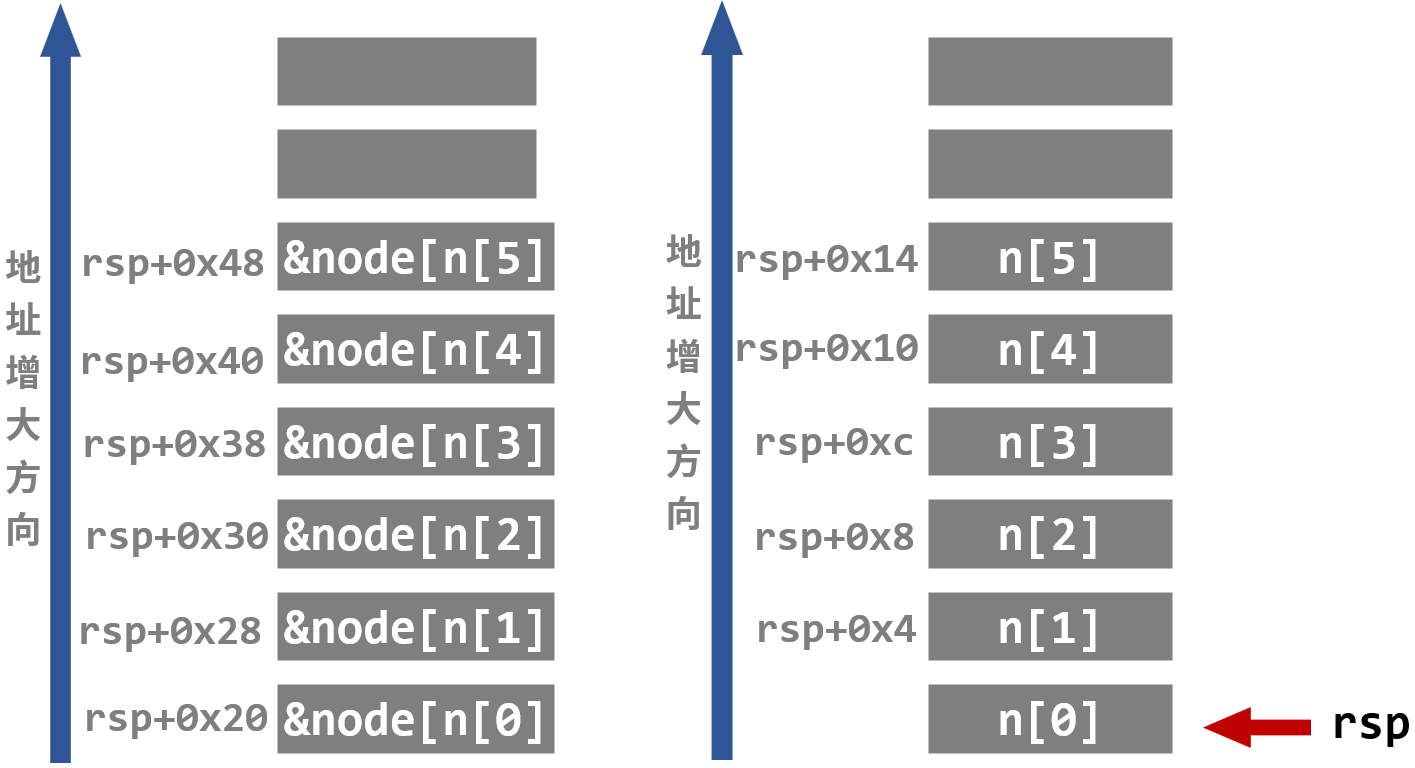 地址增大方向
rsp+0x48 &node[n[5]
rsp+0x40 &node[n[4]
rsp+0x38 &node[n[3]
rsp+0x30 &node[n[2]
rsp+0x28 &node[n[1]
rsp+0x20 &node[n[0]
地址增大方向
rsp+0x14 n[5]
rsp+0x10 n[4]
rsp+0xc n[3]
rsp+0x8 n[2]
rsp+0x4 n[1]
n[0] rsp